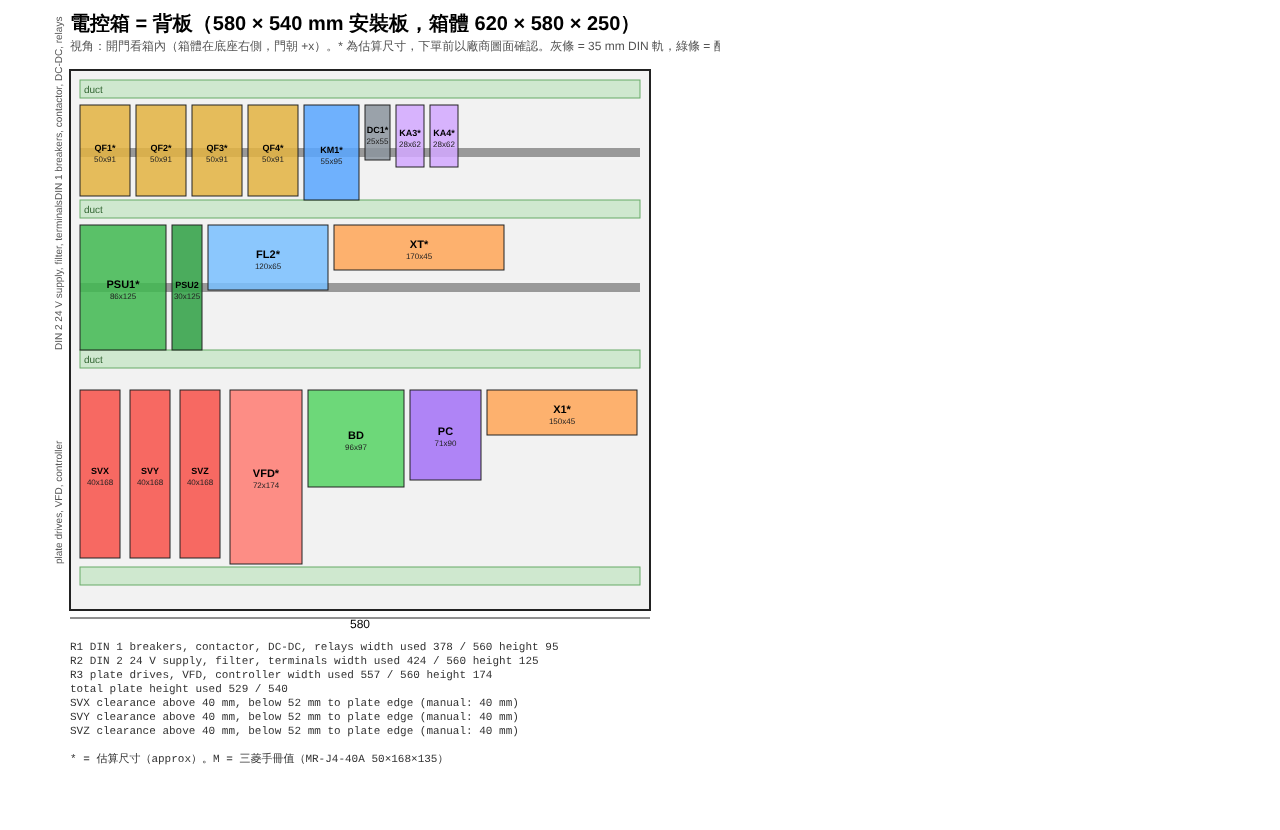 電控箱 = 背板（580 × 540 mm 安裝板，箱體 620 × 580 × 250）
視角：開門看箱內（箱體在底座右側，門朝 +x）。* 為估算尺寸，下單前以廠商圖面確認。灰條 = 35 mm DIN 軌，綠條 =
DIN 1 breakers, contactor, DC-DC, relays
duct
QF1*
50x91
QF2*
50x91
QF3*
50x91
QF4*
50x91
KM1*
55x95
DC1*
25x55
KA3*
28x62
KA4*
28x62
duct
DIN 2 24 V supply, filter, terminals
PSU1*
86x125
PSU2
30x125
FL2*
120x65
XT*
170x45
duct
plate drives, VFD, controller
SVX
40x168
SVY
40x168
SVZ
40x168
VFD*
72x174
BD
96x97
PC
71x90
X1*
150x45
580
R1 DIN 1 breakers, contactor, DC-DC, relays width used 378 / 560 height 95
R2 DIN 2 24 V supply, filter, terminals width used 424 / 560 height 125
R3 plate drives, VFD, controller width used 557 / 560 height 174
total plate height used 529 / 540
SVX clearance above 40 mm, below 52 mm to plate edge (manual: 40 mm)
SVY clearance above 40 mm, below 52 mm to plate edge (manual: 40 mm)
SVZ clearance above 40 mm, below 52 mm to plate edge (manual: 40 mm)
* = 估算尺寸（approx）。M = 三菱手冊值（MR-J4-40A 50×168×135）